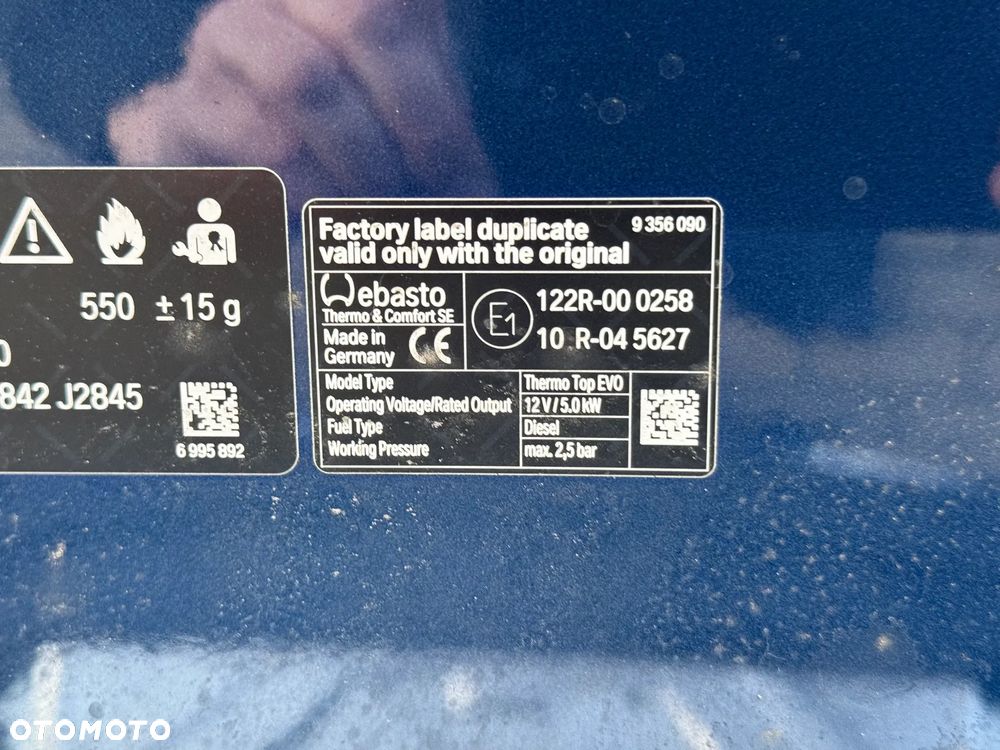 550 ± 15 g
0
842 J2845
6 995 892
Factory label duplicate 9 356 090
valid only with the original
Webasto
Thermo & Comfort SE
Made in
Germany
CE
E1
122R-00 0258
10 R-04 5627
Model Type Thermo Top EVO
Operating Voltage/Rated Output 12 V / 5.0 kW
Fuel Type Diesel
Working Pressure max. 2,5 bar
OTOMOTO